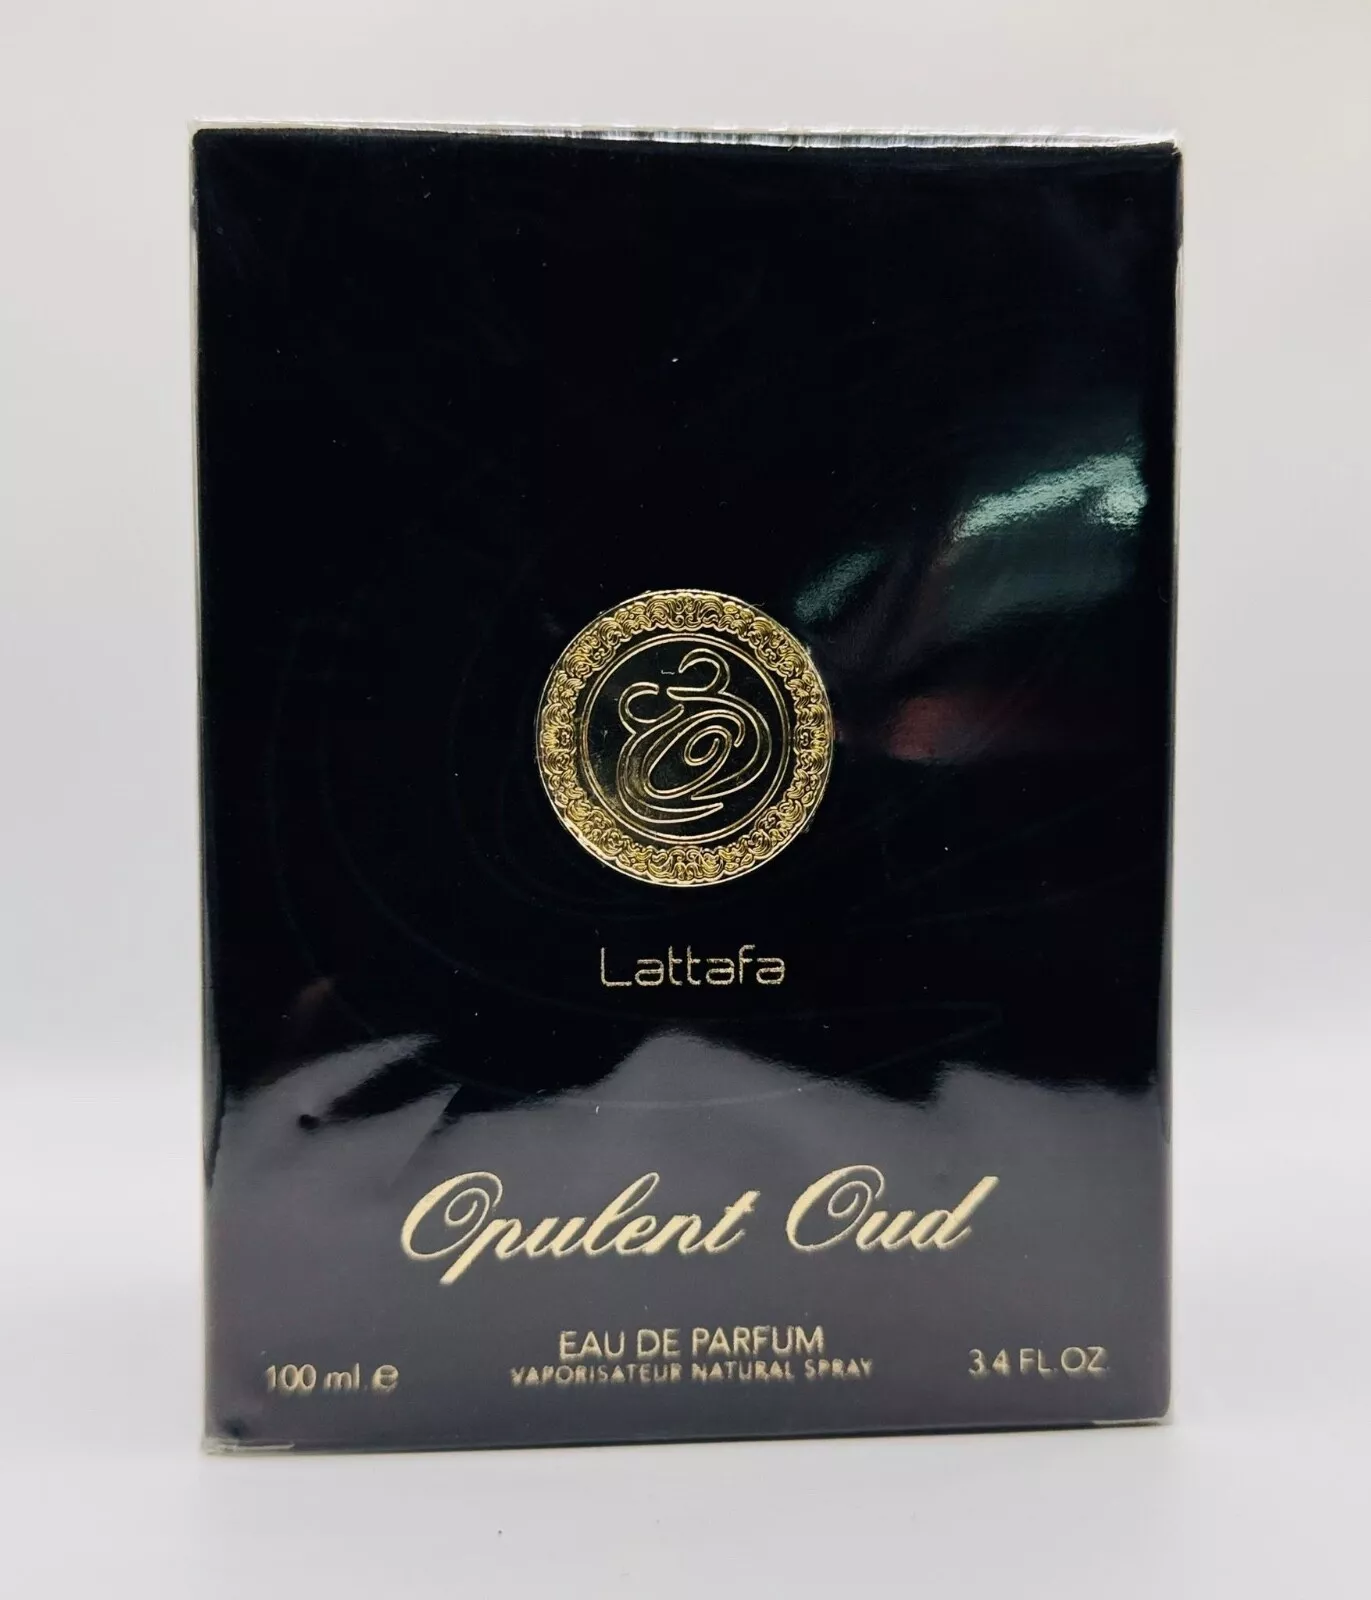 Lattafa
Opulent Oud
EAU DE PARFUM
VAPORISATEUR NATURAL SPRAY
100 ml e
3.4 FL.OZ.